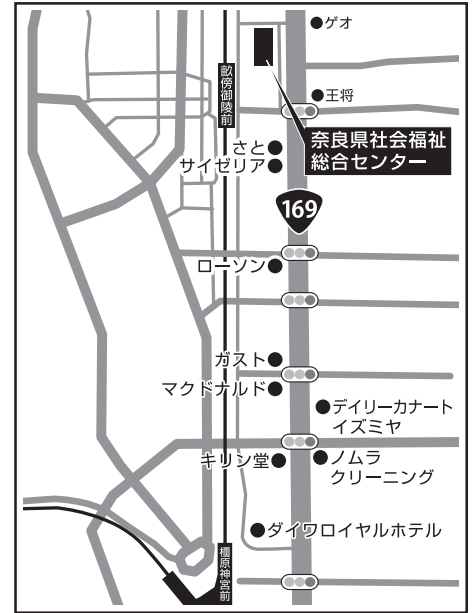 ゲオ
畝傍御陵前
王将
奈良県社会福祉
総合センター
さと
サイゼリア
169
ローソン
ガスト
マクドナルド
デイリーカナート
イズミヤ
キリン堂
ノムラ
クリーニング
ダイワロイヤルホテル
橿原神宮前